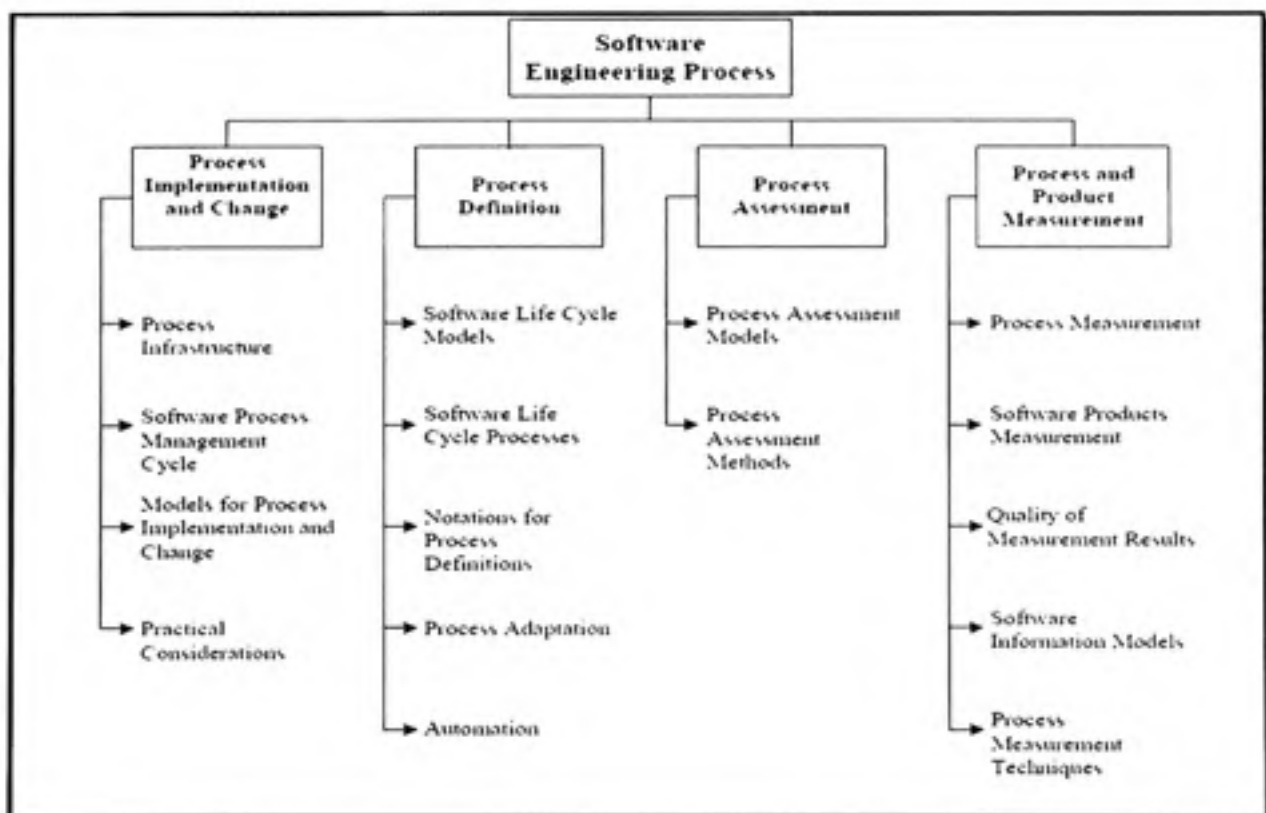 Software
Engineering Process
Process
Implementation
and Change
Process
Infrastructure
Software Process
Management
Cycle
Models for Process
Implementation and
Change
Practical
Considerations
Process
Definition
Software Life Cycle
Models
Software Life
Cycle Processes
Notations for
Process
Definitions
Process Adaptation
Automation
Process
Assessment
Process Assessment
Models
Process
Assessment
Methods
Process and
Product
Measurement
Process Measurement
Software Products
Measurement
Quality of
Measurement Results
Software
Information Models
Process
Measurement
Techniques